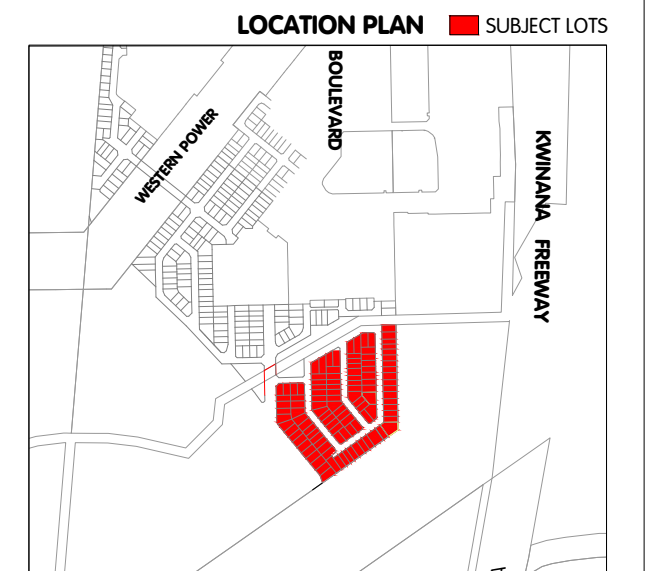 LOCATION PLAN
SUBJECT LOTS
BOULEVARD
WESTERN POWER
KWINANA FREEWAY